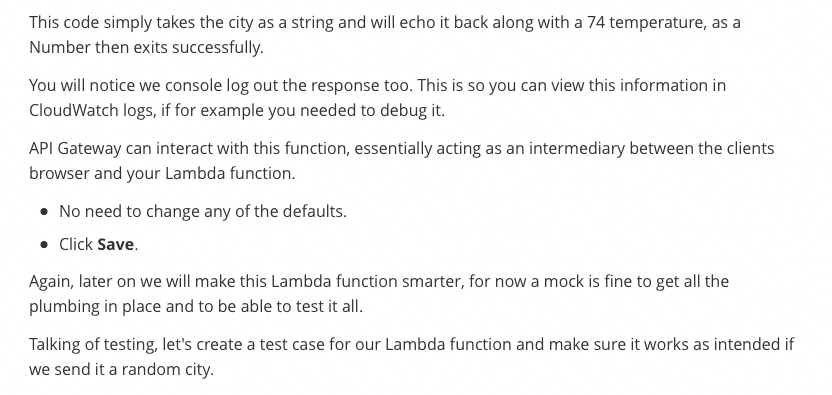 This code simply takes the city as a string and will echo it back along with a 74 temperature, as a
Number then exits successfully.
You will notice we console log out the response too. This is so you can view this information in
CloudWatch logs, if for example you needed to debug it.
API Gateway can interact with this function, essentially acting as an intermediary between the clients
browser and your Lambda function.
• No need to change any of the defaults.
• Click Save.
Again, later on we will make this Lambda function smarter, for now a mock is fine to get all the
plumbing in place and to be able to test it all.
Talking of testing, let's create a test case for our Lambda function and make sure it works as intended if
we send it a random city.